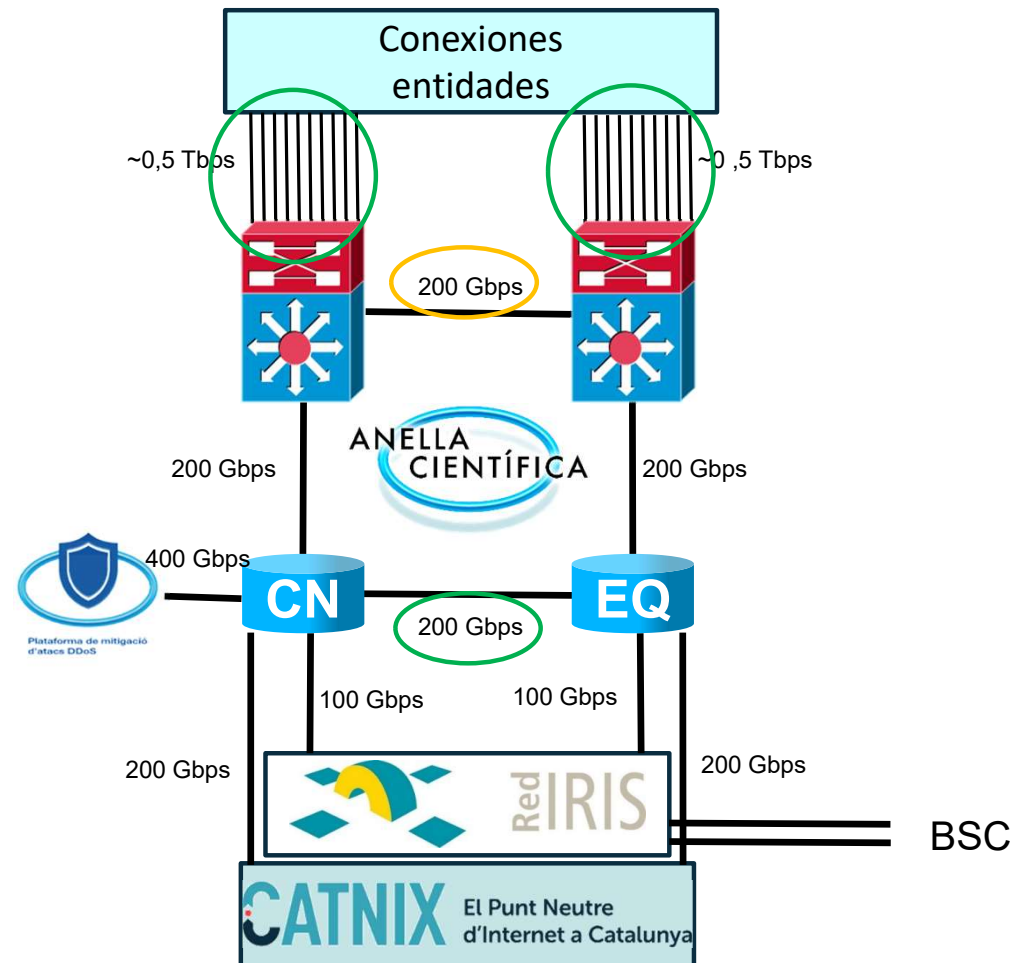 Conexiones
entidades
~0,5 Tbps
~0 ,5 Tbps
200 Gbps
ANELLA
CIENTÍFICA
200 Gbps
200 Gbps
400 Gbps
CN
EQ
Plataforma de mitigació
d'atacs DDoS
200 Gbps
100 Gbps
100 Gbps
200 Gbps
200 Gbps
Red
IRIS
BSC
CATNIX
El Punt Neutre
d'Internet a Catalunya